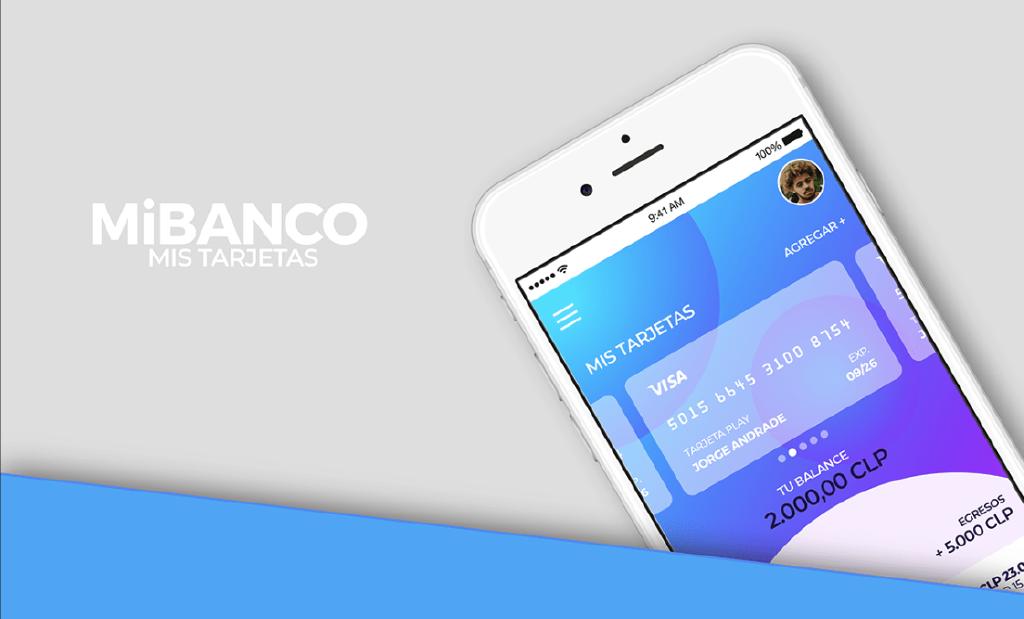 MiBANCO
MIS TARJETAS
9:41 AM
100%
AGREGAR +
MIS TARJETAS
VISA
5015 6645 3100 8754
EXP.
09/26
TARJETA PLAY
JORGE ANDRADE
TU BALANCE
2.000,00 CLP
EGRESOS
+ 5.000 CLP